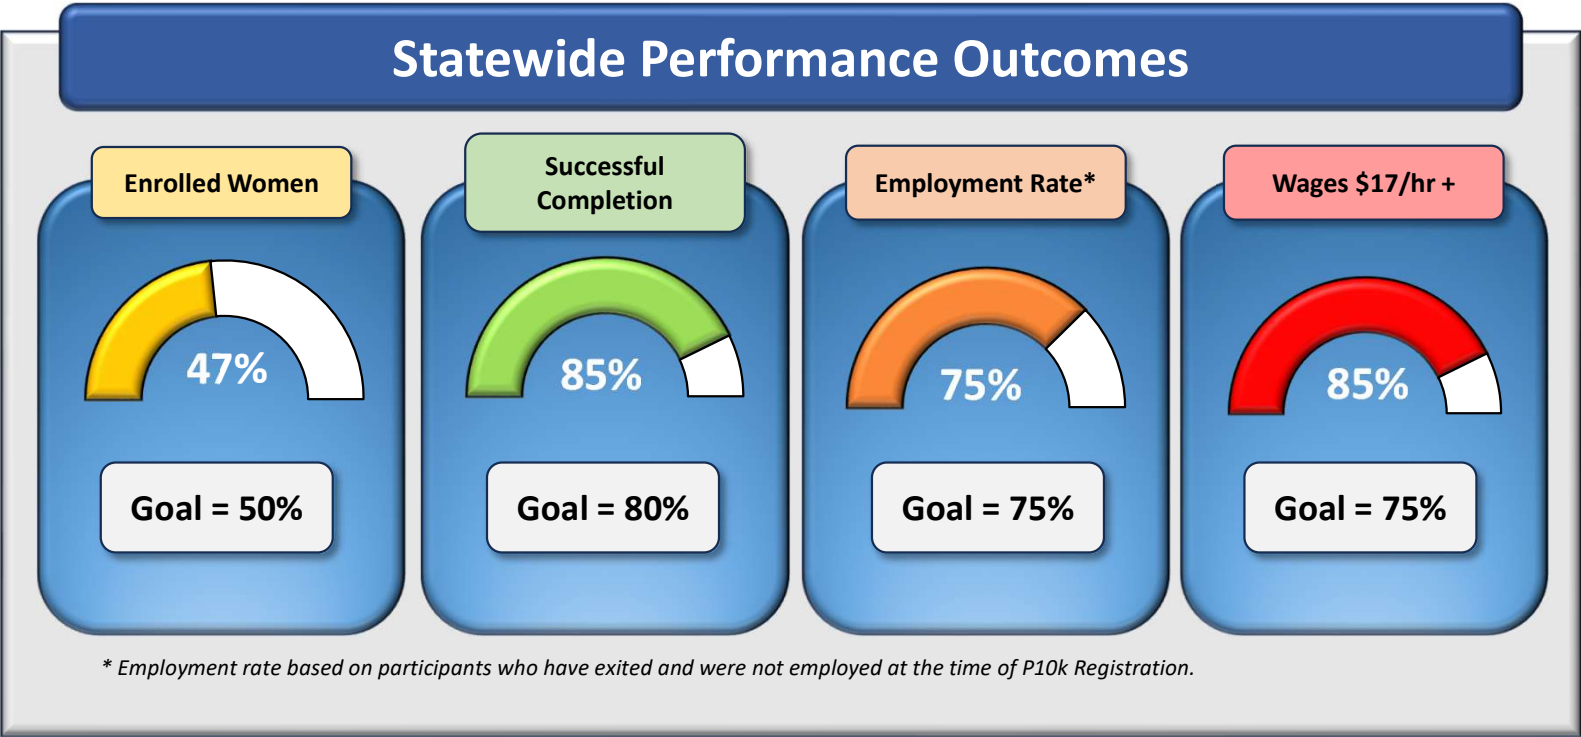 Statewide Performance Outcomes
Enrolled Women
Successful
Completion
Employment Rate*
Wages $17/hr +
47%
85%
75%
85%
Goal = 50%
Goal = 80%
Goal = 75%
Goal = 75%
* Employment rate based on participants who have exited and were not employed at the time of P10k Registration.